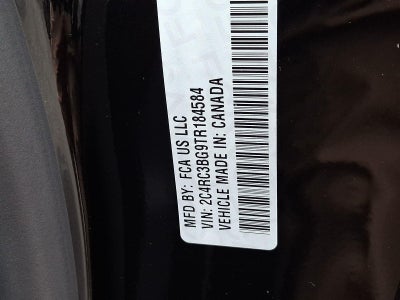 MFD BY: FCA US LLC
VIN: 2C4RC3BG9TR184584
VEHICLE MADE IN: CANADA